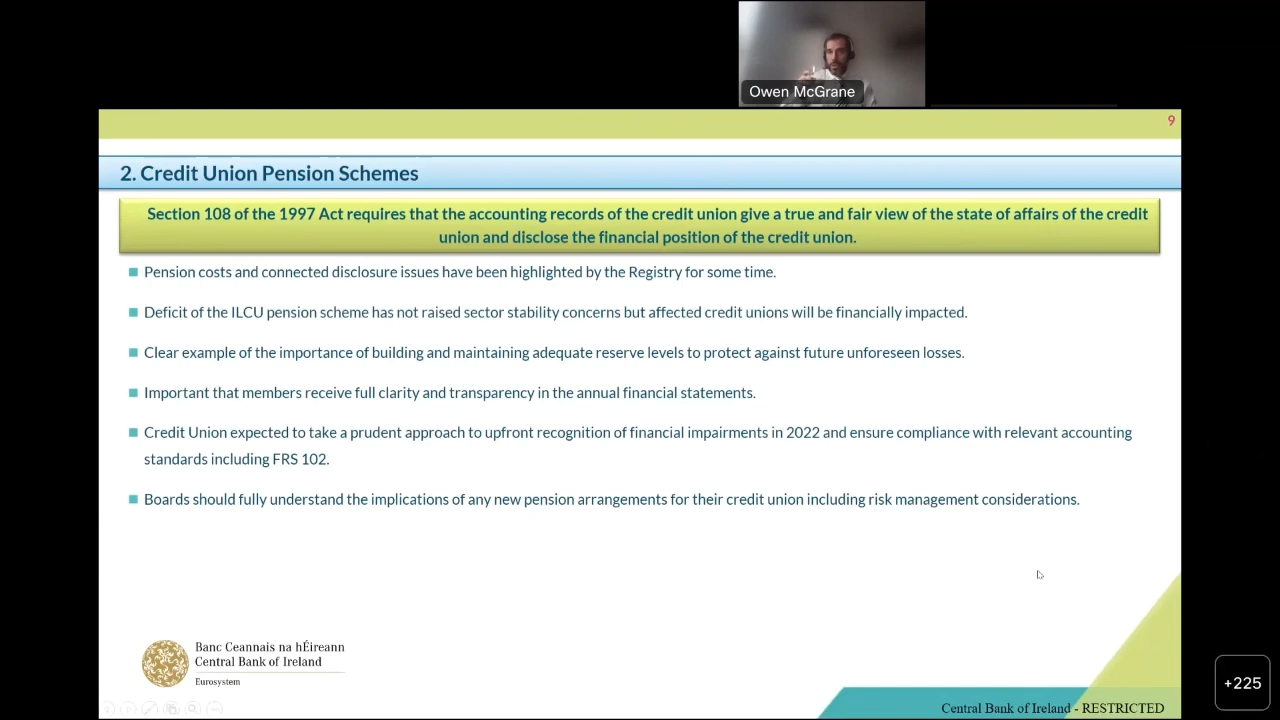 Owen McGrane
9
2. Credit Union Pension Schemes
Section 108 of the 1997 Act requires that the accounting records of the credit union give a true and fair view of the state of affairs of the credit
union and disclose the financial position of the credit union.
Pension costs and connected disclosure issues have been highlighted by the Registry for some time.
Deficit of the ILCU pension scheme has not raised sector stability concerns but affected credit unions will be financially impacted.
Clear example of the importance of building and maintaining adequate reserve levels to protect against future unforeseen losses.
Important that members receive full clarity and transparency in the annual financial statements.
Credit Union expected to take a prudent approach to upfront recognition of financial impairments in 2022 and ensure compliance with relevant accounting
standards including FRS 102.
Boards should fully understand the implications of any new pension arrangements for their credit union including risk management considerations.
Banc Ceannais na hÉireann
Central Bank of Ireland
Eurosystem
+225
Central Bank of Ireland - RESTRICTED